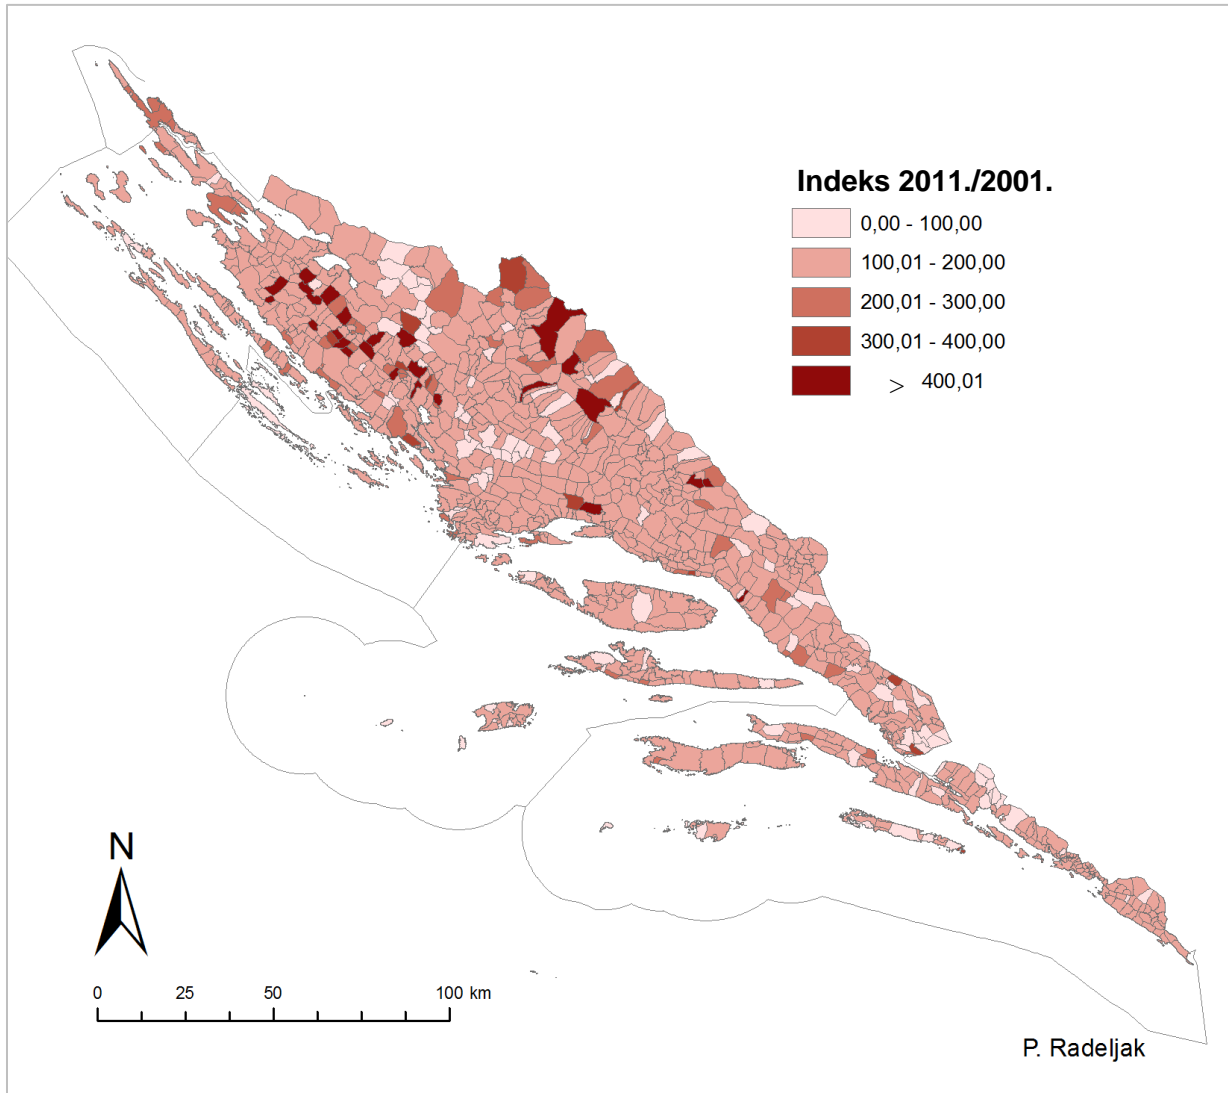 Indeks 2011./2001.
0,00 - 100,00
100,01 - 200,00
200,01 - 300,00
300,01 - 400,00
> 400,01
N
0 25 50 100 km
P. Radeljak